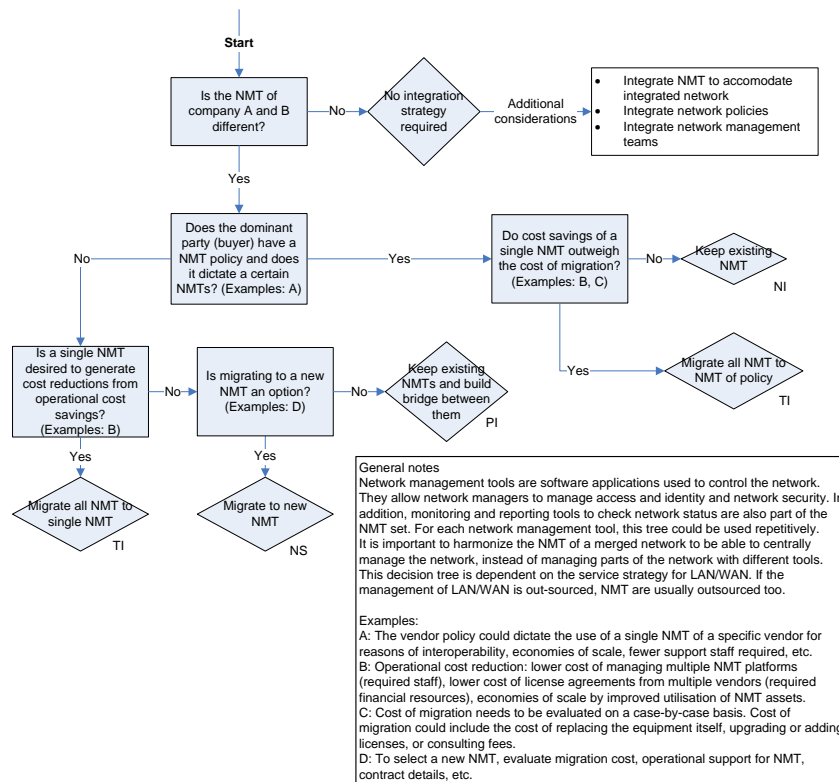 Start
Is the NMT of
company A and B
different?
No
No integration
strategy
required
Additional
considerations
• Integrate NMT to accomodate
integrated network
• Integrate network policies
• Integrate network management
teams
Yes
Does the dominant
party (buyer) have a
NMT policy and does
it dictate a certain
NMTs? (Examples: A)
No
Yes
Do cost savings of a
single NMT outweigh
the cost of migration?
(Examples: B, C)
No
Keep existing
NMT
NI
Yes
Migrate all NMT to
NMT of policy
TI
Is a single NMT
desired to generate
cost reductions from
operational cost
savings?
(Examples: B)
No
Is migrating to a new
NMT an option?
(Examples: D)
No
Keep existing
NMTs and build
bridge between
them
PI
Yes
Migrate all NMT to
single NMT
TI
Yes
Migrate to new
NMT
NS
General notes
Network management tools are software applications used to control the network.
They allow network managers to manage access and identity and network security. In
addition, monitoring and reporting tools to check network status are also part of the
NMT set. For each network management tool, this tree could be used repetitively.
It is important to harmonize the NMT of a merged network to be able to centrally
manage the network, instead of managing parts of the network with different tools.
This decision tree is dependent on the service strategy for LAN/WAN. If the
management of LAN/WAN is out-sourced, NMT are usually outsourced too.
Examples:
A: The vendor policy could dictate the use of a single NMT of a specific vendor for
reasons of interoperability, economies of scale, fewer support staff required, etc.
B: Operational cost reduction: lower cost of managing multiple NMT platforms
(required staff), lower cost of license agreements from multiple vendors (required
financial resources), economies of scale by improved utilisation of NMT assets.
C: Cost of migration needs to be evaluated on a case-by-case basis. Cost of
migration could include the cost of replacing the equipment itself, upgrading or adding
licenses, or consulting fees.
D: To select a new NMT, evaluate migration cost, operational support for NMT,
contract details, etc.